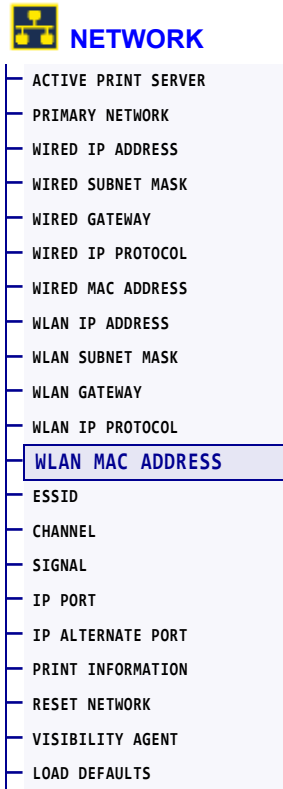 NETWORK
ACTIVE PRINT SERVER
PRIMARY NETWORK
WIRED IP ADDRESS
WIRED SUBNET MASK
WIRED GATEWAY
WIRED IP PROTOCOL
WIRED MAC ADDRESS
WLAN IP ADDRESS
WLAN SUBNET MASK
WLAN GATEWAY
WLAN IP PROTOCOL
WLAN MAC ADDRESS
ESSID
CHANNEL
SIGNAL
IP PORT
IP ALTERNATE PORT
PRINT INFORMATION
RESET NETWORK
VISIBILITY AGENT
LOAD DEFAULTS